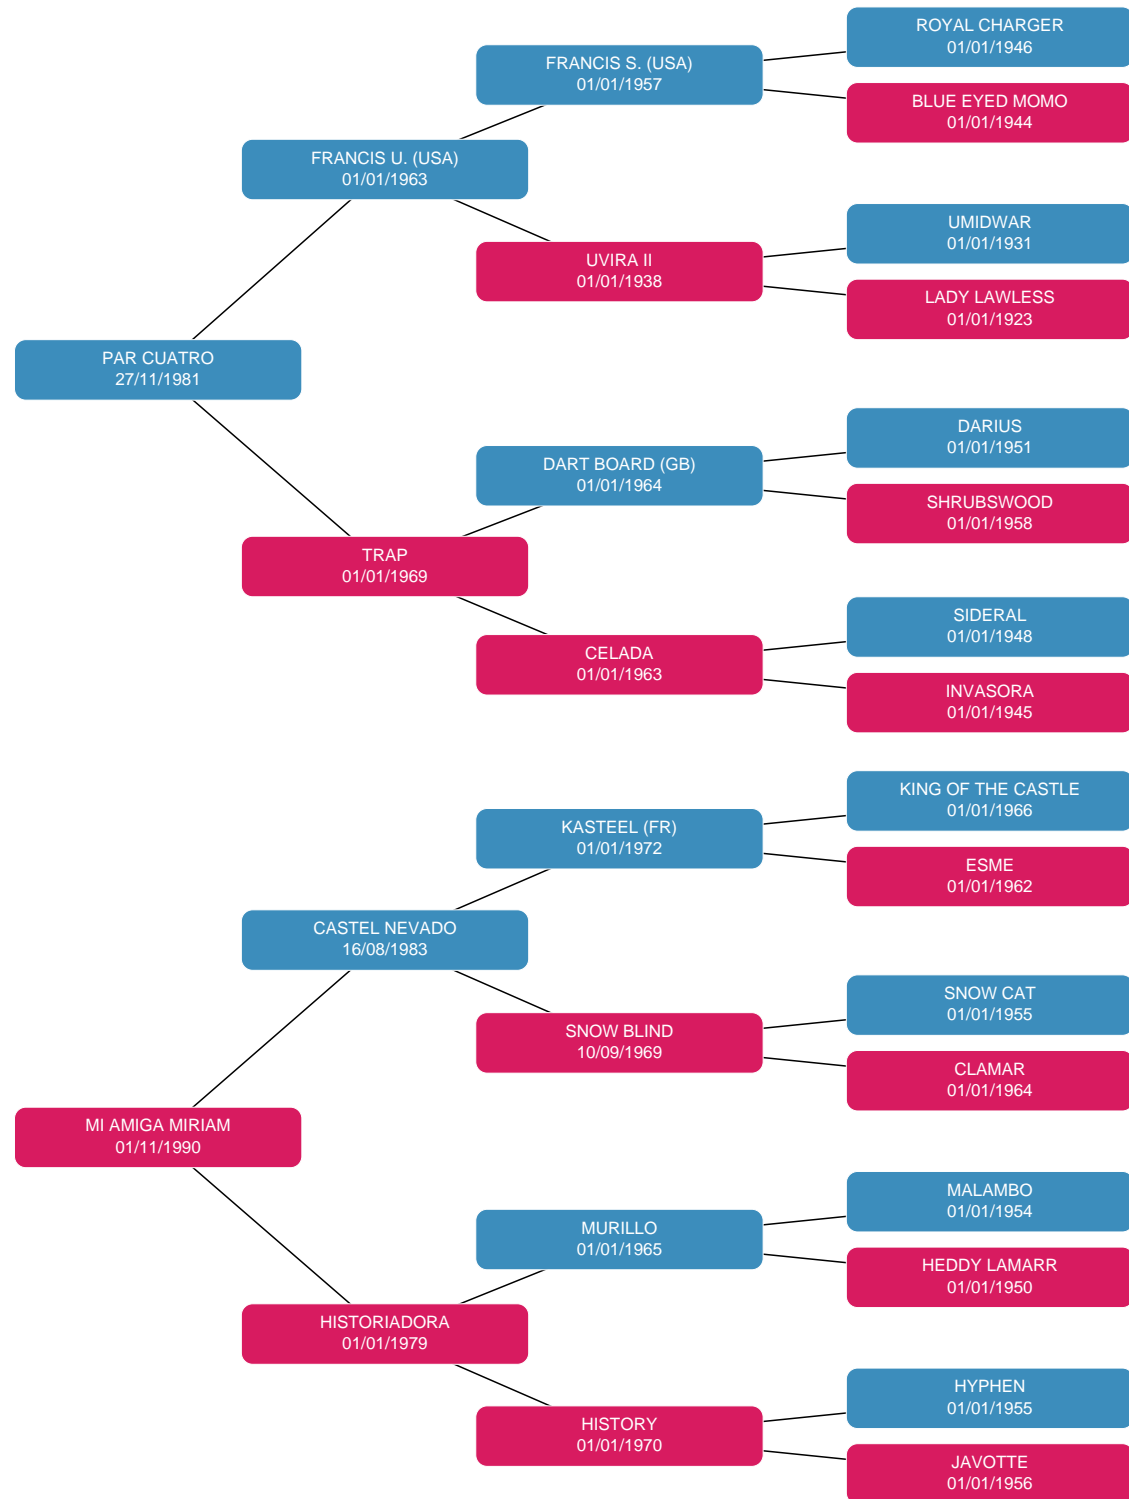 ROYAL CHARGER
01/01/1946
FRANCIS S. (USA)
01/01/1957
BLUE EYED MOMO
01/01/1944
FRANCIS U. (USA)
01/01/1963
UMIDWAR
01/01/1931
UVIRA II
01/01/1938
LADY LAWLESS
01/01/1923
PAR CUATRO
27/11/1981
DARIUS
01/01/1951
DART BOARD (GB)
01/01/1964
SHRUBSWOOD
01/01/1958
TRAP
01/01/1969
SIDERAL
01/01/1948
CELADA
01/01/1963
INVASORA
01/01/1945
KING OF THE CASTLE
01/01/1966
KASTEEL (FR)
01/01/1972
ESME
01/01/1962
CASTEL NEVADO
16/08/1983
SNOW CAT
01/01/1955
SNOW BLIND
10/09/1969
CLAMAR
01/01/1964
MI AMIGA MIRIAM
01/11/1990
MALAMBO
01/01/1954
MURILLO
01/01/1965
HEDDY LAMARR
01/01/1950
HISTORIADORA
01/01/1979
HYPHEN
01/01/1955
HISTORY
01/01/1970
JAVOTTE
01/01/1956